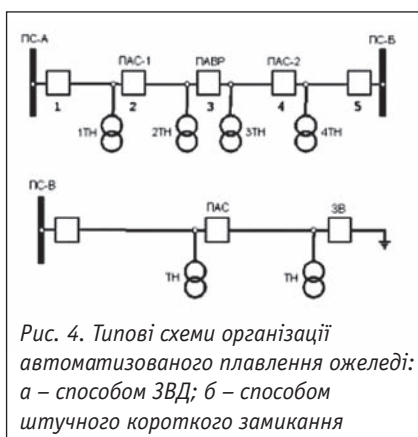 ПС-А ПАС-1 ПАВР ПАС-2 ПС-Б
1 2 3 4 5
1ТН 2ТН 3ТН 4ТН
ПС-В ПАС ЗВ
ТН ТН
Рис. 4. Типові схеми організації
автоматизованого плавлення ожеледі:
а – способом ЗВД; б – способом
штучного короткого замикання